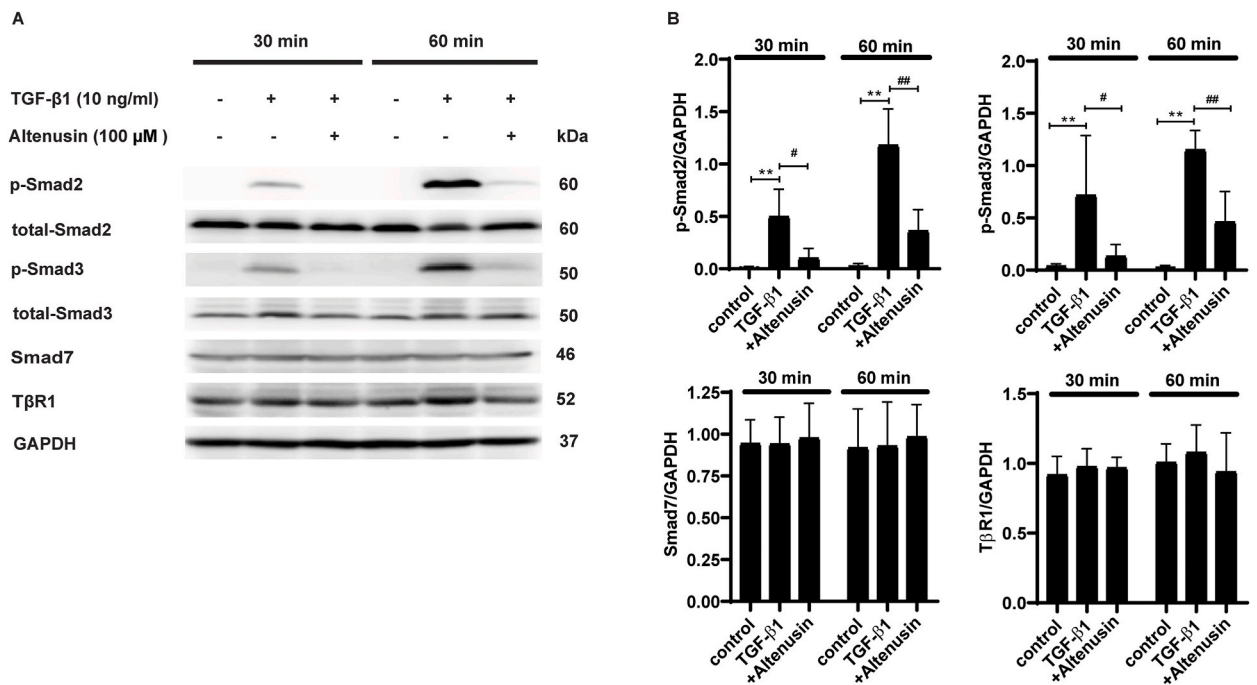 A
30 min 60 min
TGF-β1 (10 ng/ml) - + + - + +
Altenusin (100 µM ) - - + - - +
kDa
p-Smad2 60
total-Smad2 60
p-Smad3 50
total-Smad3 50
Smad7 46
TβR1 52
GAPDH 37
B
30 min 60 min
p-Smad2/GAPDH
2.0
1.5
1.0
0.5
0.0
** # ** ##
control TGF-β1 +Altenusin control TGF-β1 +Altenusin
30 min 60 min
p-Smad3/GAPDH
2.0
1.5
1.0
0.5
0.0
** # ** ##
control TGF-β1 +Altenusin control TGF-β1 +Altenusin
30 min 60 min
Smad7/GAPDH
1.25
1.00
0.75
0.50
0.25
0.00
control TGF-β1 +Altenusin control TGF-β1 +Altenusin
30 min 60 min
TβR1/GAPDH
1.5
1.0
0.5
0.0
control TGF-β1 +Altenusin control TGF-β1 +Altenusin